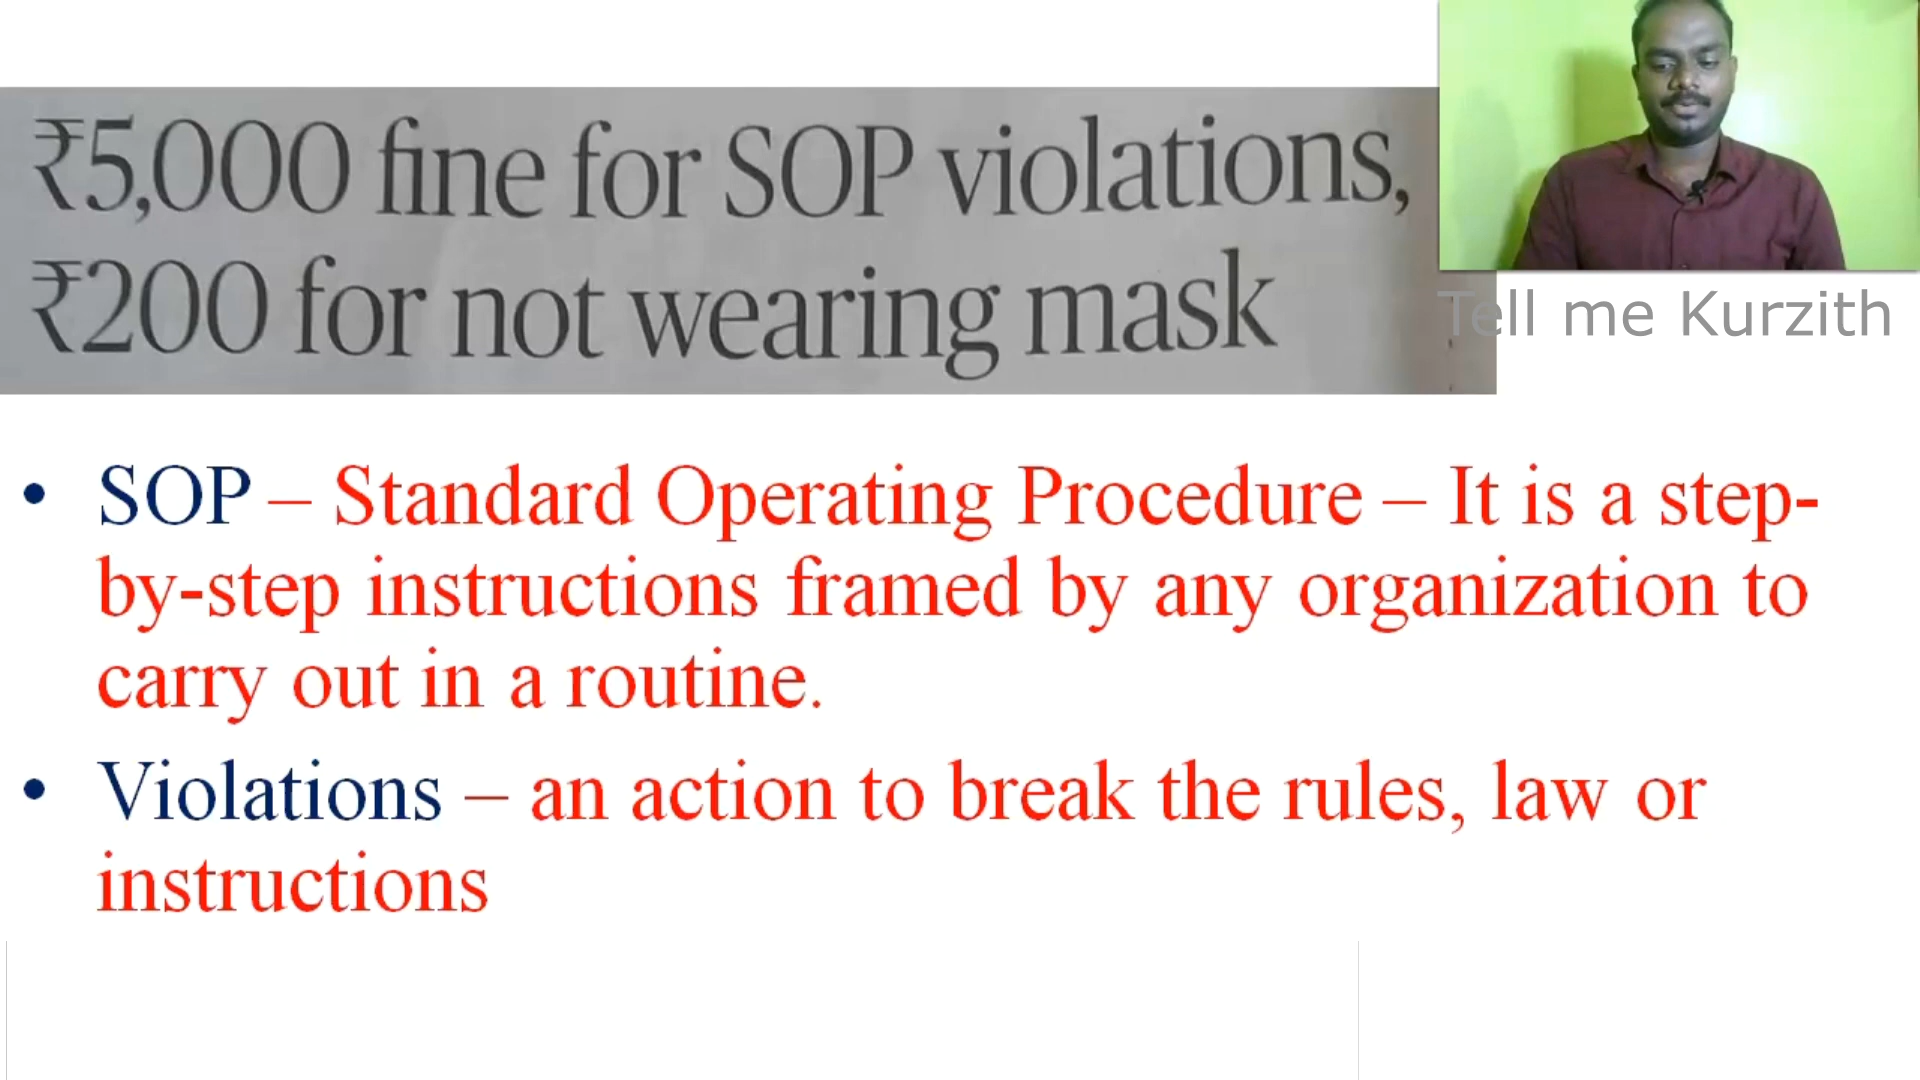 ₹5,000 fine for SOP violations,
₹200 for not wearing mask
Tell me Kurzith
• SOP – Standard Operating Procedure – It is a step-
by-step instructions framed by any organization to
carry out in a routine.
• Violations – an action to break the rules, law or
instructions